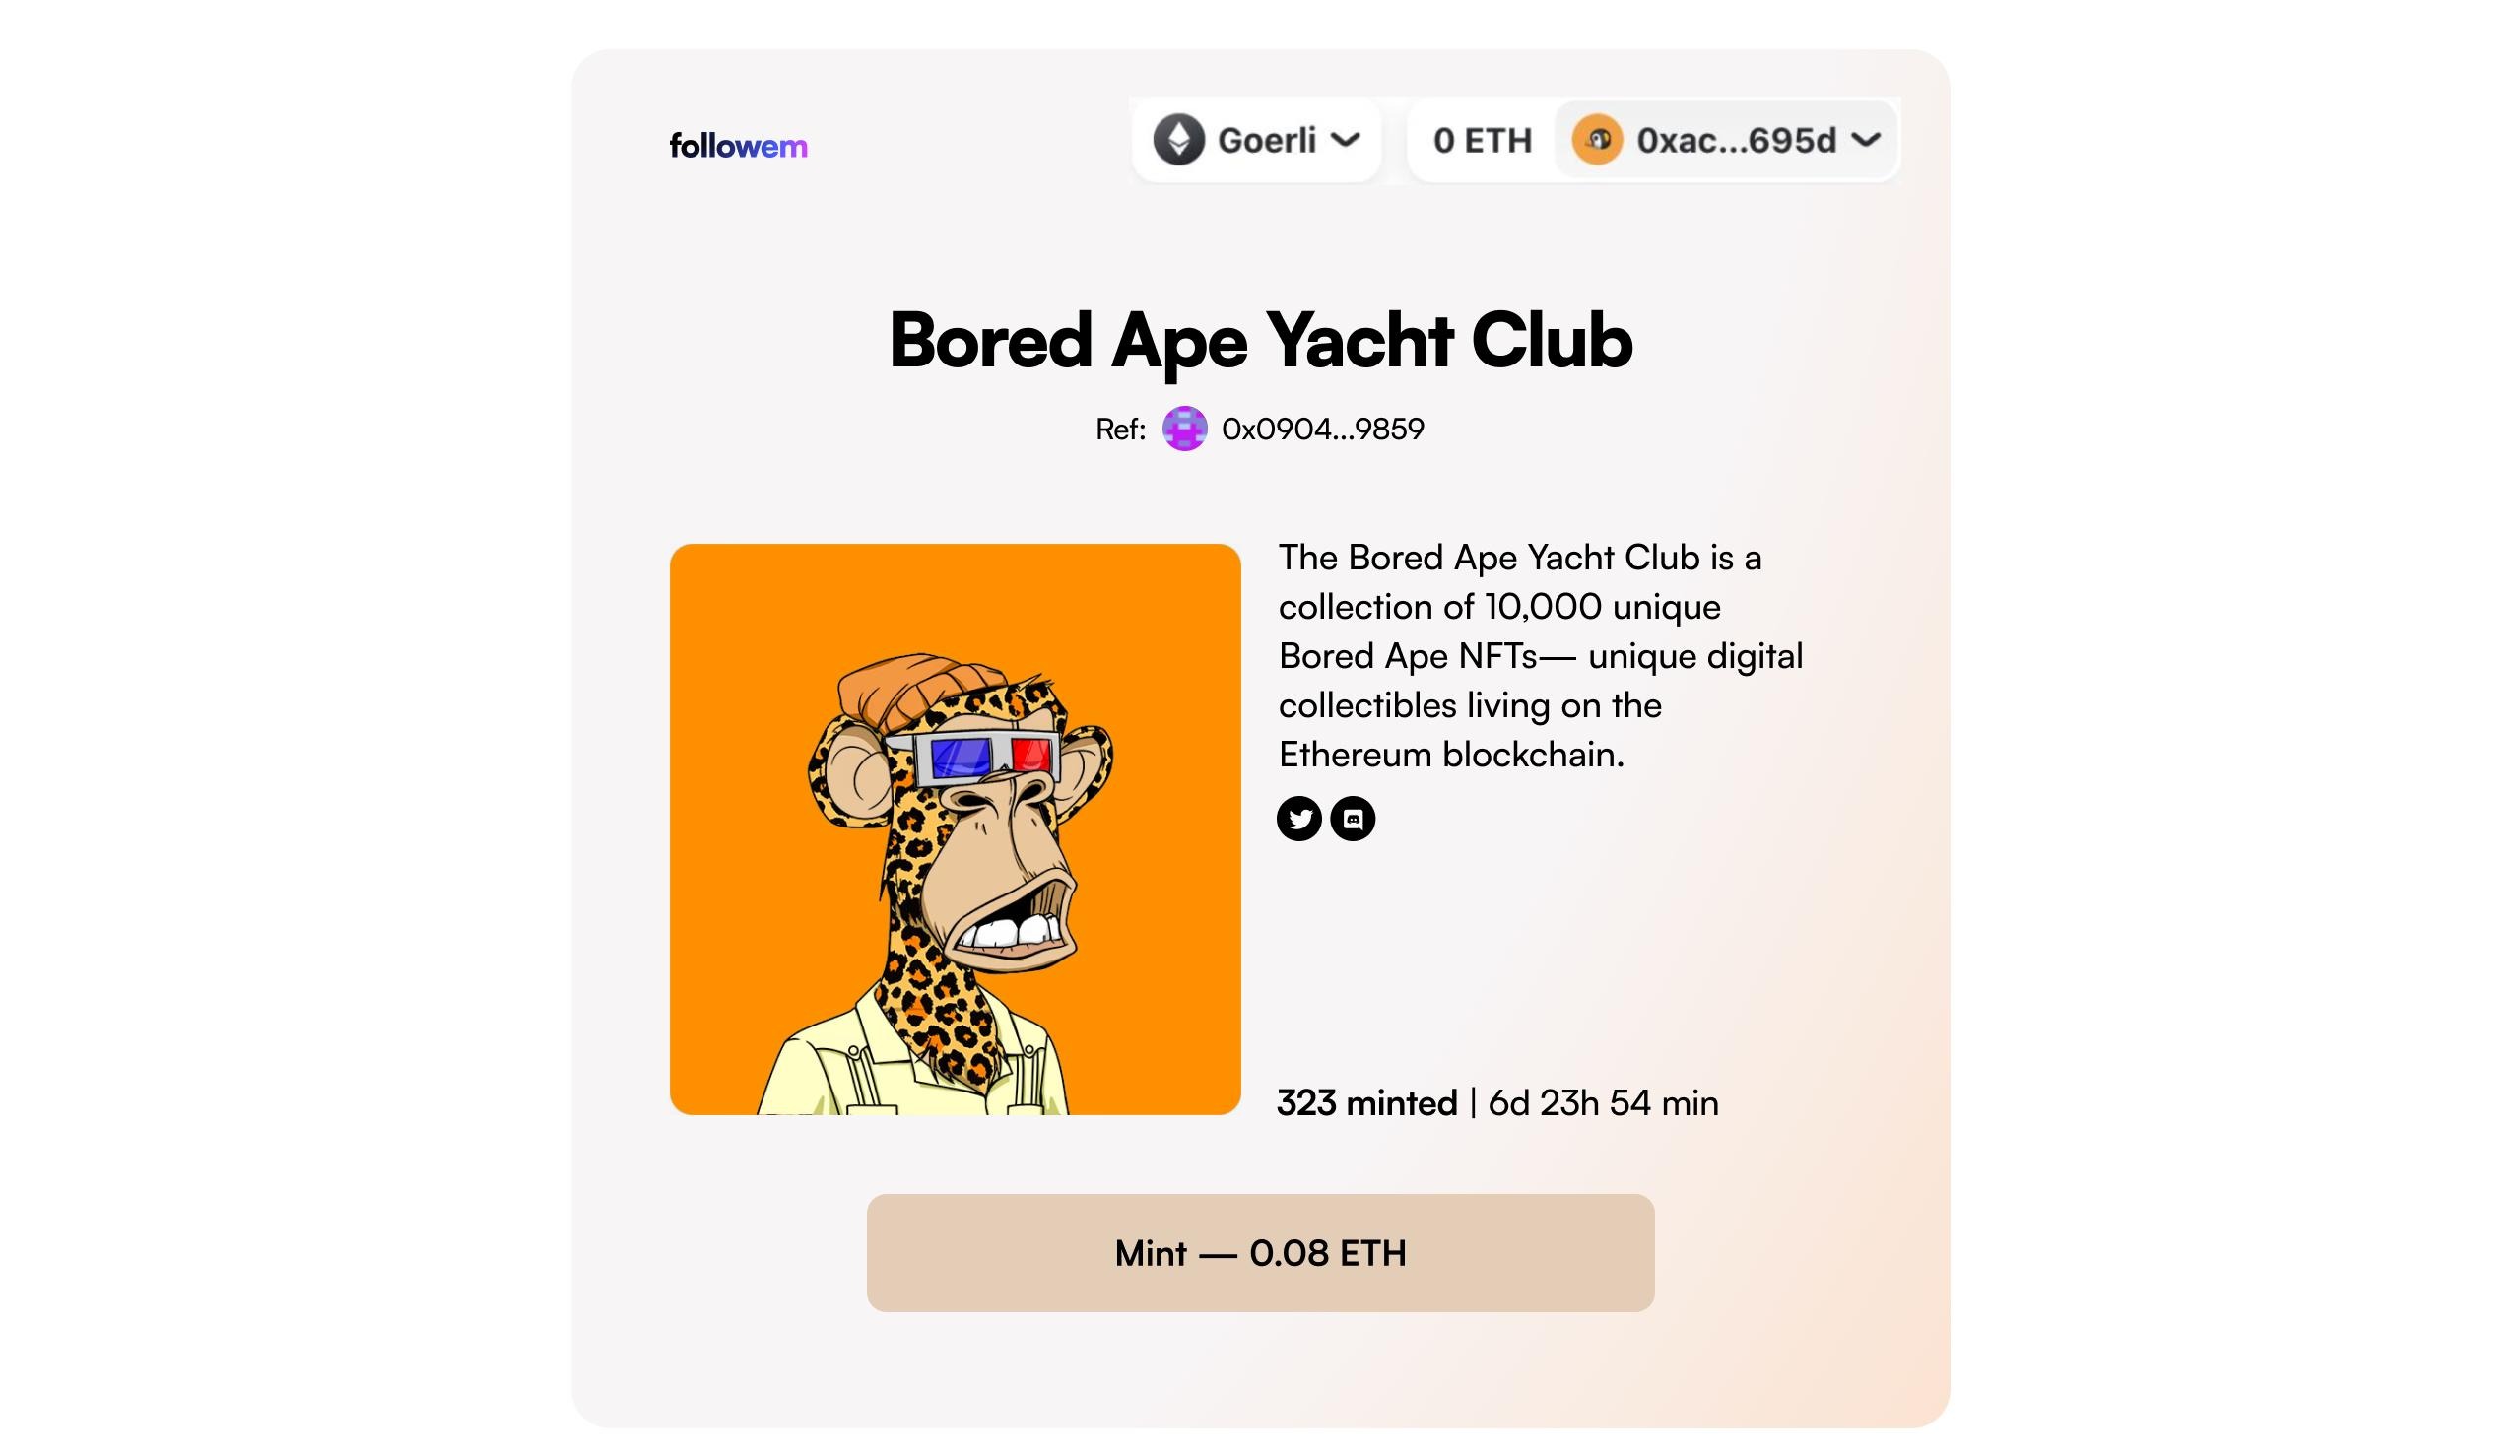 followem
Goerli
0 ETH
0xac...695d
Bored Ape Yacht Club
Ref: 0x0904...9859
The Bored Ape Yacht Club is a
collection of 10,000 unique
Bored Ape NFTs— unique digital
collectibles living on the
Ethereum blockchain.
323 minted | 6d 23h 54 min
Mint — 0.08 ETH